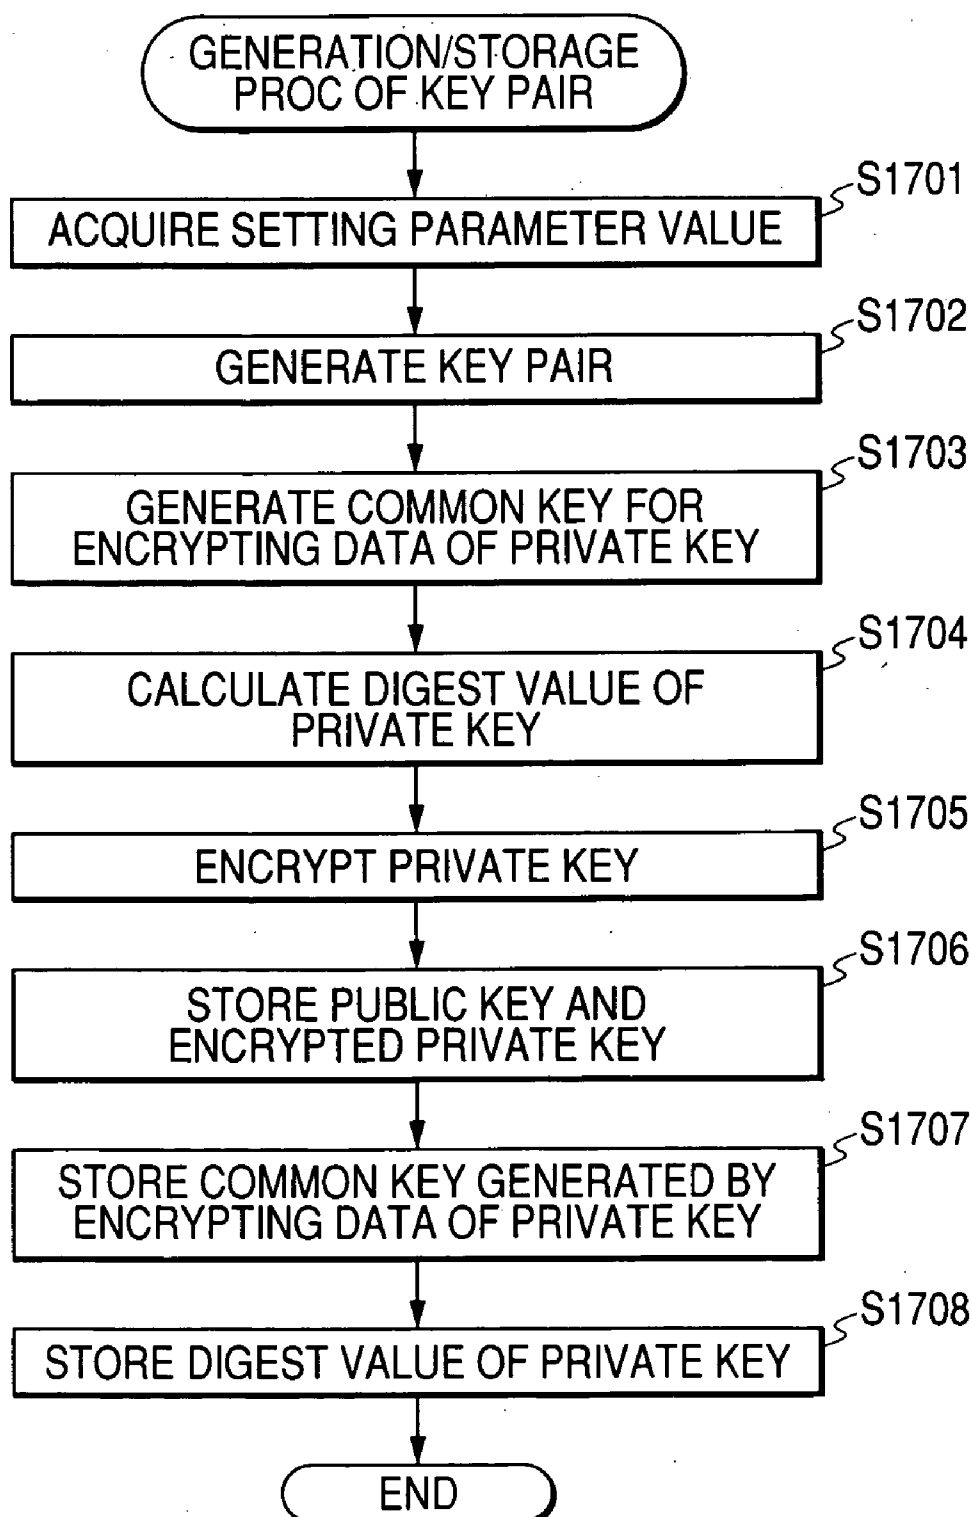 GENERATION/STORAGE
PROC OF KEY PAIR
S1701
ACQUIRE SETTING PARAMETER VALUE
S1702
GENERATE KEY PAIR
S1703
GENERATE COMMON KEY FOR
ENCRYPTING DATA OF PRIVATE KEY
S1704
CALCULATE DIGEST VALUE OF
PRIVATE KEY
S1705
ENCRYPT PRIVATE KEY
S1706
STORE PUBLIC KEY AND
ENCRYPTED PRIVATE KEY
S1707
STORE COMMON KEY GENERATED BY
ENCRYPTING DATA OF PRIVATE KEY
S1708
STORE DIGEST VALUE OF PRIVATE KEY
END